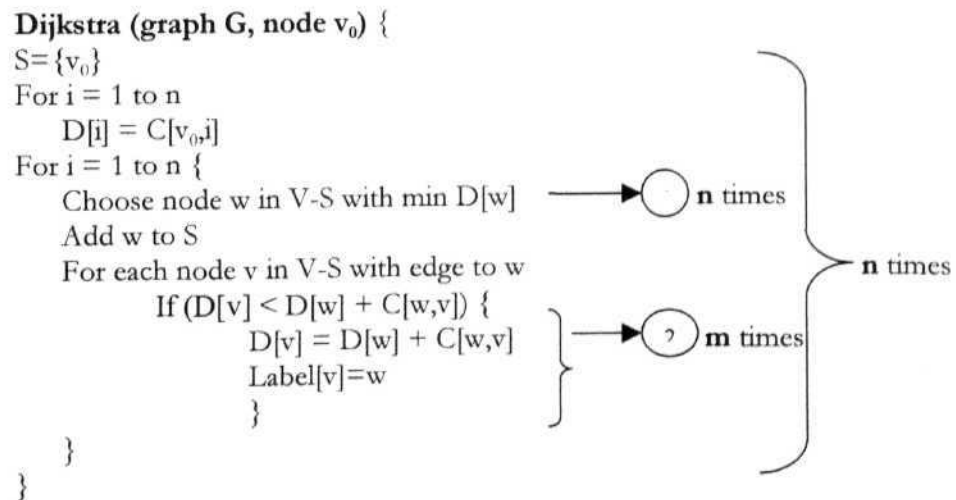 Dijkstra (graph G, node v₀) {
S={v₀}
For i = 1 to n
D[i] = C[v₀,i]
For i = 1 to n {
Choose node w in V-S with min D[w]
n times
Add w to S
For each node v in V-S with edge to w
n times
If (D[v] < D[w] + C[w,v]) {
D[v] = D[w] + C[w,v]
m times
Label[v]=w
}
}
}